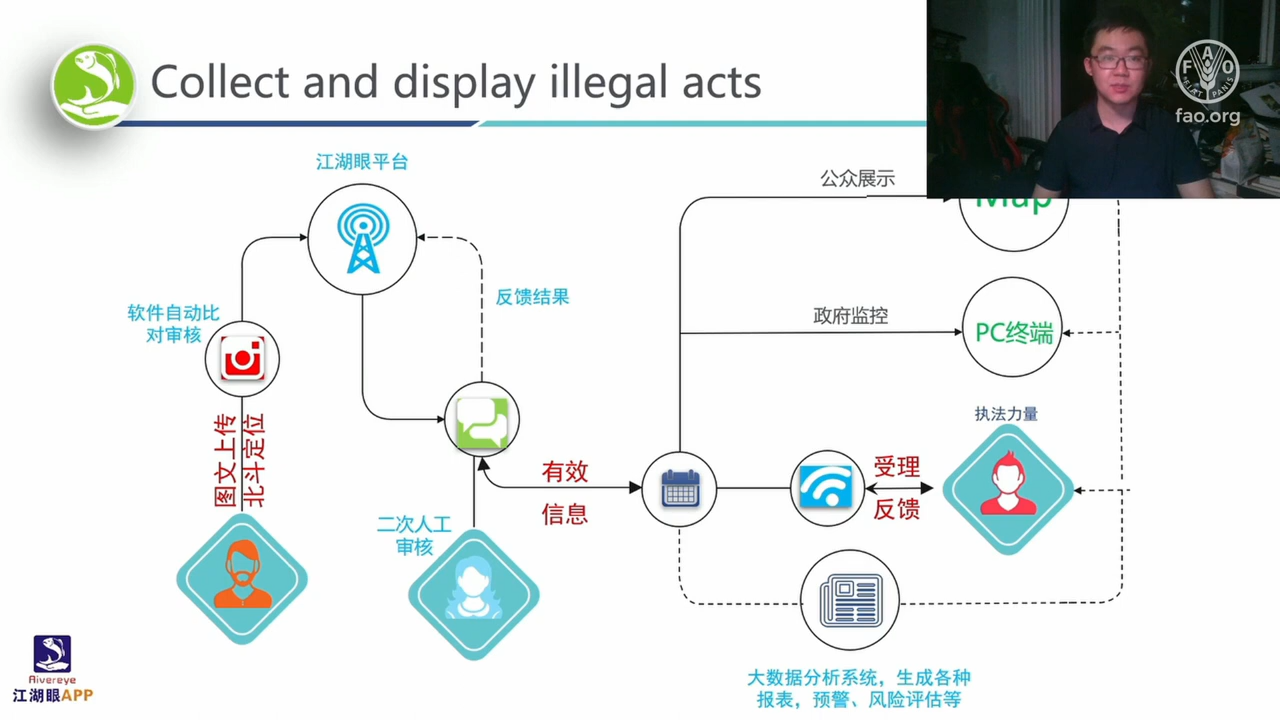 Collect and display illegal acts
FAO
FIAT PANIS
fao.org
江湖眼平台
公众展示
Map
反馈结果
软件自动比
对审核
政府监控
PC终端
图文上传
北斗定位
执法力量
有效
信息
受理
反馈
二次人工
审核
大数据分析系统，生成各种
报表，预警、风险评估等
Rivereye
江湖眼APP